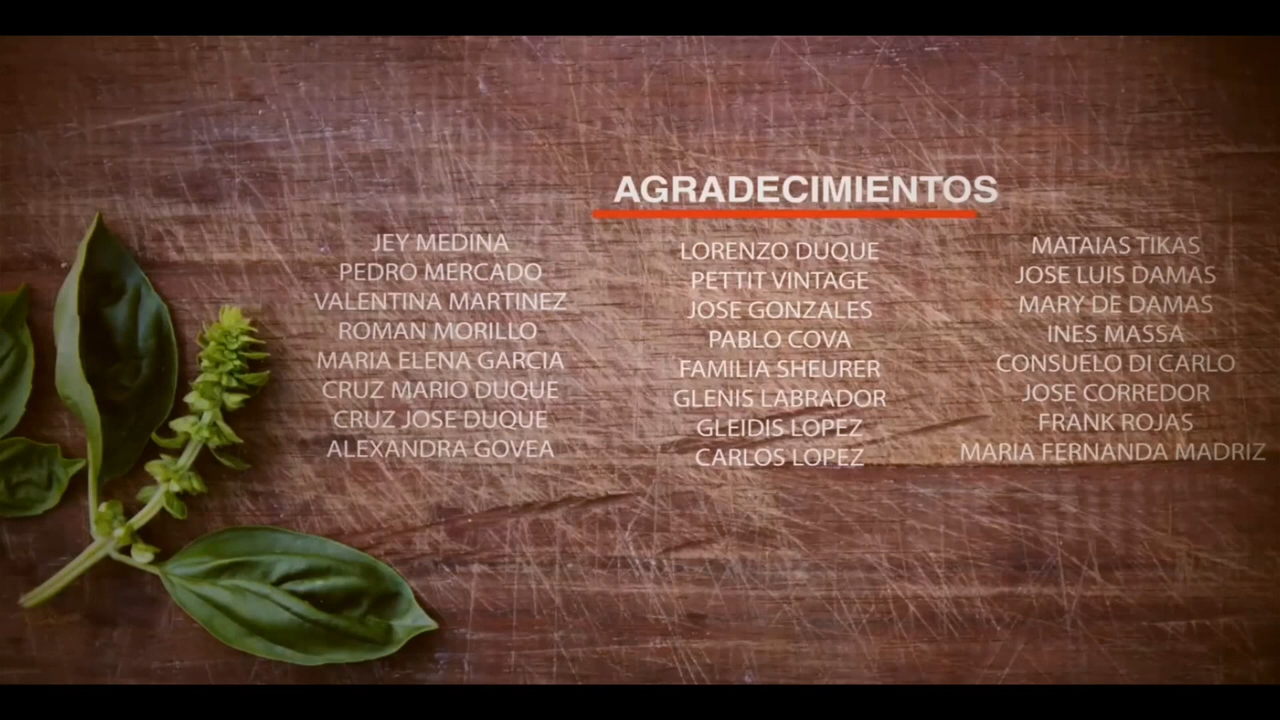 AGRADECIMIENTOS
JEY MEDINA
PEDRO MERCADO
VALENTINA MARTINEZ
ROMAN MORILLO
MARIA ELENA GARCIA
CRUZ MARIO DUQUE
CRUZ JOSE DUQUE
ALEXANDRA GOVEA
LORENZO DUQUE
PETTIT VINTAGE
JOSE GONZALES
PABLO COVA
FAMILIA SHEURER
GLENIS LABRADOR
GLEIDIS LOPEZ
CARLOS LOPEZ
MATAIAS TIKAS
JOSE LUIS DAMAS
MARY DE DAMAS
INES MASSA
CONSUELO DI CARLO
JOSE CORREDOR
FRANK ROJAS
MARIA FERNANDA MADRIZ